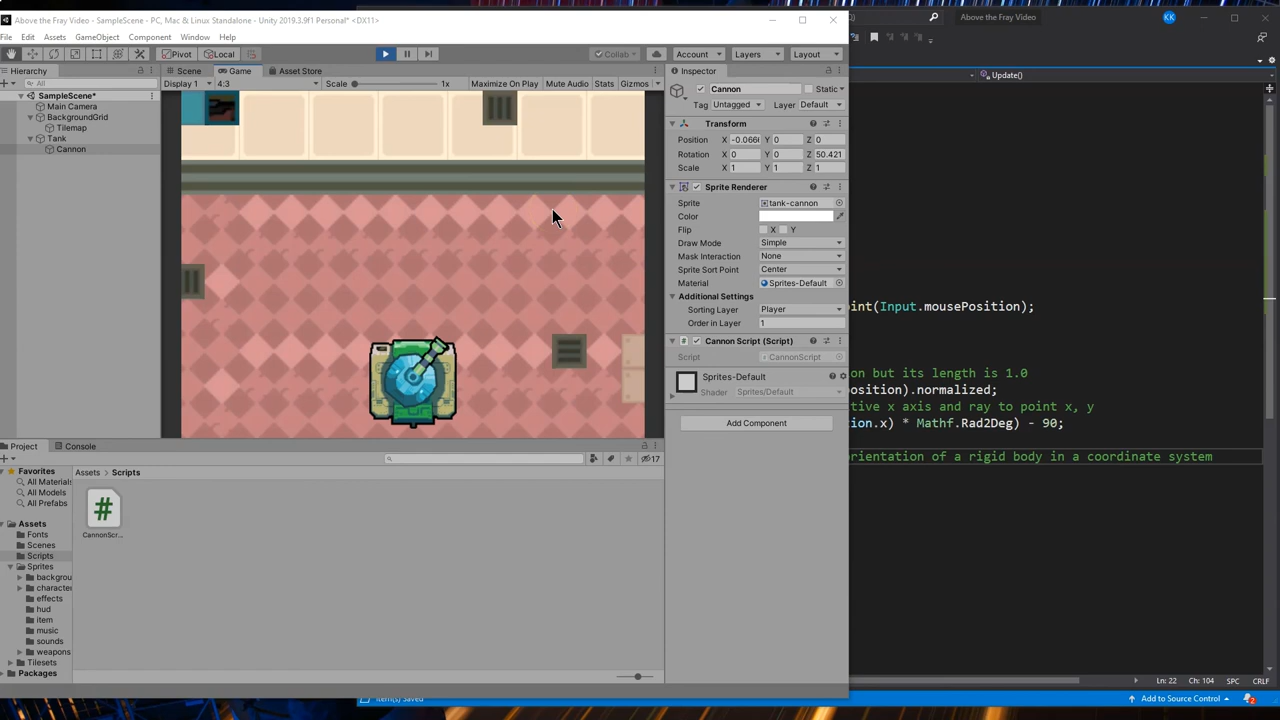 Above the Fray Video - SampleScene - PC, Mac & Linux Standalone - Unity 2019.3.9f1 Personal* <DX11>
Above the Fray Video
KK
File Edit Assets GameObject Component Window Help
Pivot Local Collab Account Layers Layout
Hierarchy
Scene Game Asset Store
Inspector
Update()
All
Display 1 4:3 Scale 1x Maximize On Play Mute Audio Stats Gizmos
SampleScene*
Main Camera
BackgroundGrid
Tilemap
Tank
Cannon
Cannon Static
Tag Untagged Layer Default
Transform
Position X -0.066 Y 0 Z 0
Rotation X 0 Y 0 Z 50.421
Scale X 1 Y 1 Z 1
Sprite Renderer
Sprite tank-cannon
Color
Flip X Y
Draw Mode Simple
Mask Interaction None
Sprite Sort Point Center
Material Sprites-Default
Additional Settings
Sorting Layer Player
Order in Layer 1
Cannon Script (Script)
Script CannonScript
Sprites-Default
Shader Sprites/Default
Add Component
int(Input.mousePosition);
on but its length is 1.0
osition).normalized;
tive x axis and ray to point x, y
ion.x) * Mathf.Rad2Deg) - 90;
orientation of a rigid body in a coordinate system
Project Console
17
Favorites
All Materials
All Models
All Prefabs
Assets
Fonts
Scenes
Scripts
Sprites
backgrou
character
effects
hud
item
music
sounds
weapons
Tilesets
Packages
Assets > Scripts
#
CannonScr...
Ln: 22 Ch: 104 SPC CRLF
Item(s) Saved
Add to Source Control
2